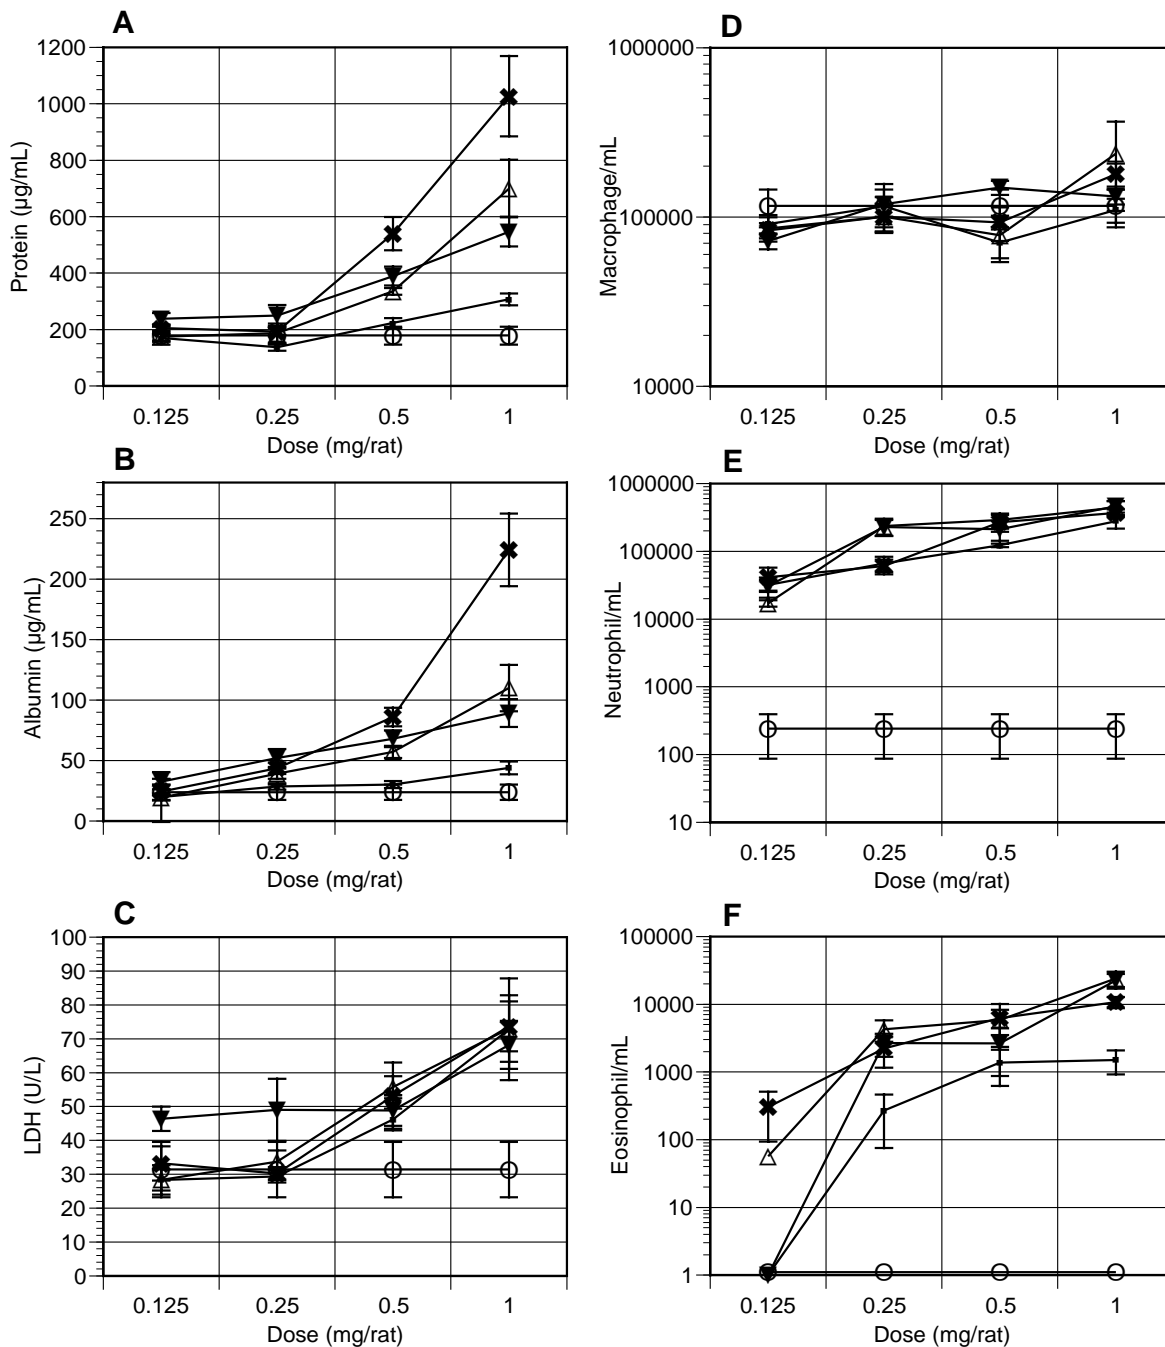 A
1200
1000
800
600
400
200
0
Protein (µg/mL)
0.125 0.25 0.5 1
Dose (mg/rat)
B
250
200
150
100
50
0
Albumin (µg/mL)
0.125 0.25 0.5 1
Dose (mg/rat)
C
100
90
80
70
60
50
40
30
20
10
0
LDH (U/L)
0.125 0.25 0.5 1
Dose (mg/rat)
D
1000000
100000
10000
Macrophage/mL
0.125 0.25 0.5 1
Dose (mg/rat)
E
1000000
100000
10000
1000
100
10
Neutrophil/mL
0.125 0.25 0.5 1
Dose (mg/rat)
F
100000
10000
1000
100
10
1
Eosinophil/mL
0.125 0.25 0.5 1
Dose (mg/rat)